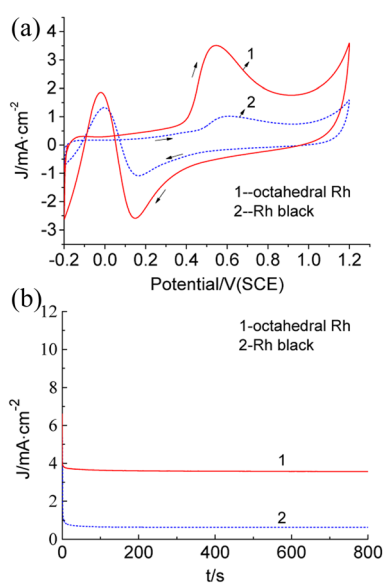 (a)
4
3
2
1
0
-1
-2
-3
J/mA·cm-2
1
2
1--octahedral Rh
2--Rh black
-0.2 0.0 0.2 0.4 0.6 0.8 1.0 1.2
Potential/V(SCE)
(b)
12
10
8
6
4
2
0
J/mA·cm-2
1-octahedral Rh
2-Rh black
1
2
0 200 400 600 800
t/s